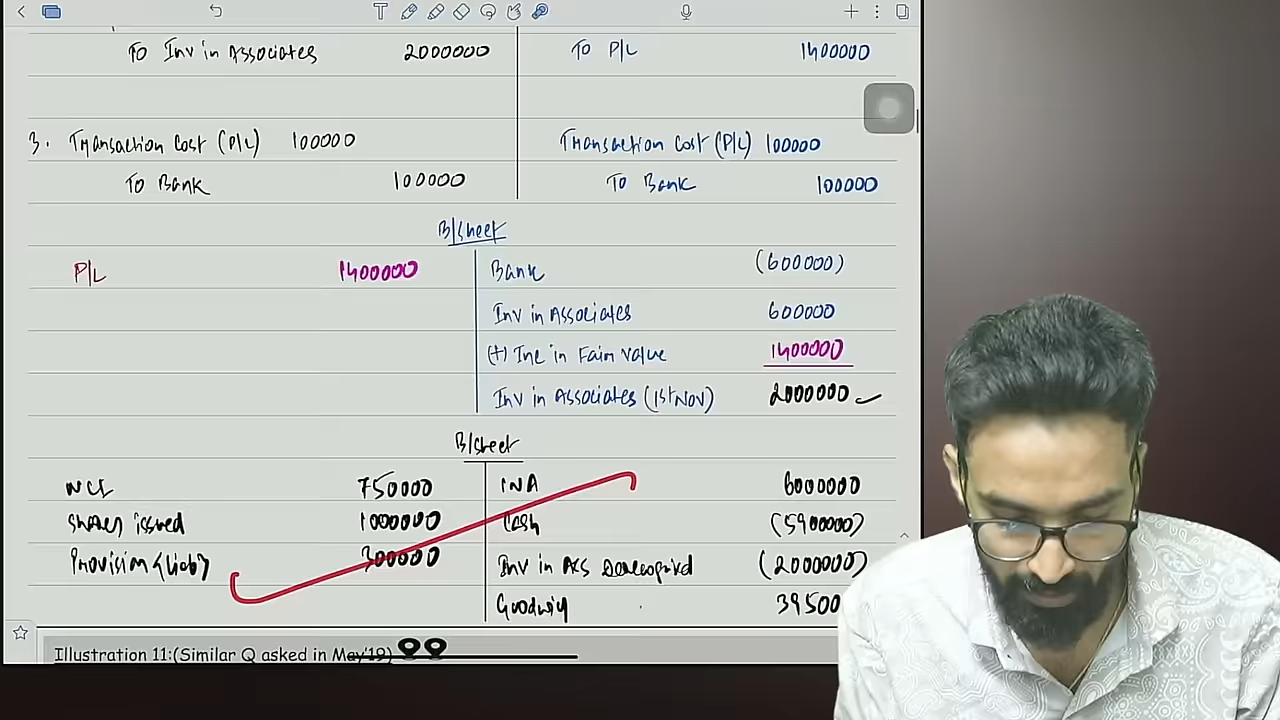 To Inv in Associates 2000000 To P/L 1400000
3. Transaction Cost (P/L) 100000 Transaction Cost (P/L) 100000
To Bank 100000 To Bank 100000
B/Sheet
P/L 1400000 Bank (600000)
Inv in Associates 600000
(+) Inc in Fair value 1400000
Inv in Associates (1st Nov) 2000000
B/Sheet
NCI 750000 INA 6000000
Shares issued 1000000 Cash (5900000)
Provision (Liab) 300000 Inv in Ass Derecognised (2000000)
Goodwill 39500
Illustration 11:(Similar Q asked in May'19)